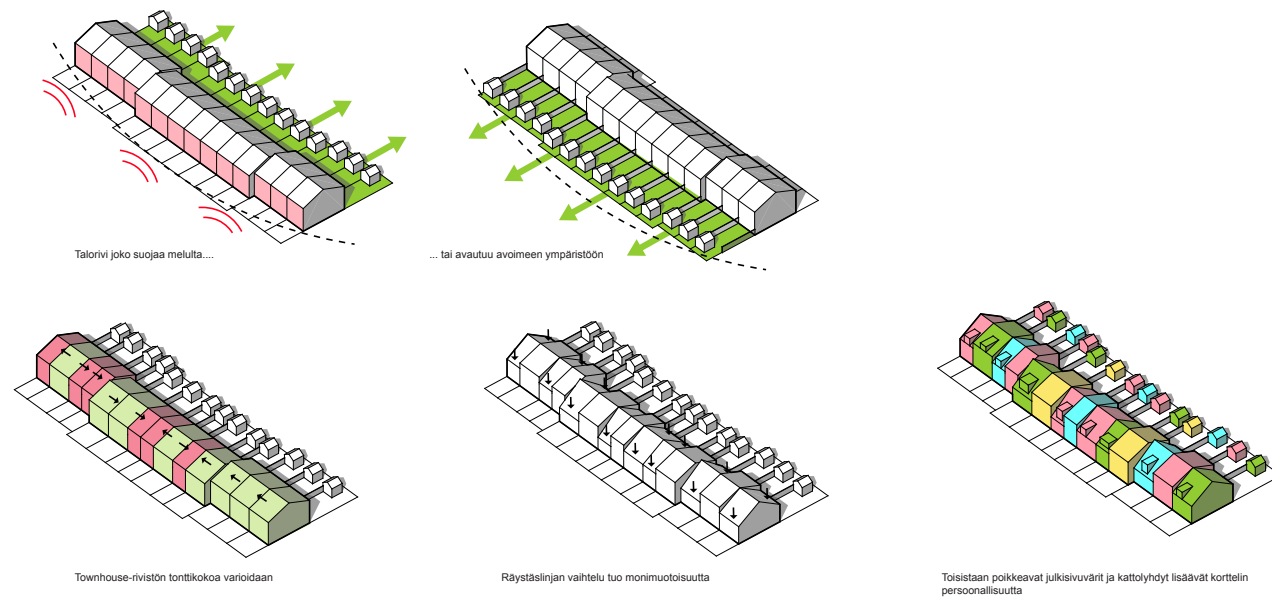 Talorivi joko suojaa melulta....
... tai avautuu avoimeen ympäristöön
Townhouse-rivistön tonttikokoa varioidaan
Räystäslinjan vaihtelu tuo monimuotoisuutta
Toisistaan poikkeavat julkisivuvärit ja kattolyhdyt lisäävät korttelin
persoonallisuutta